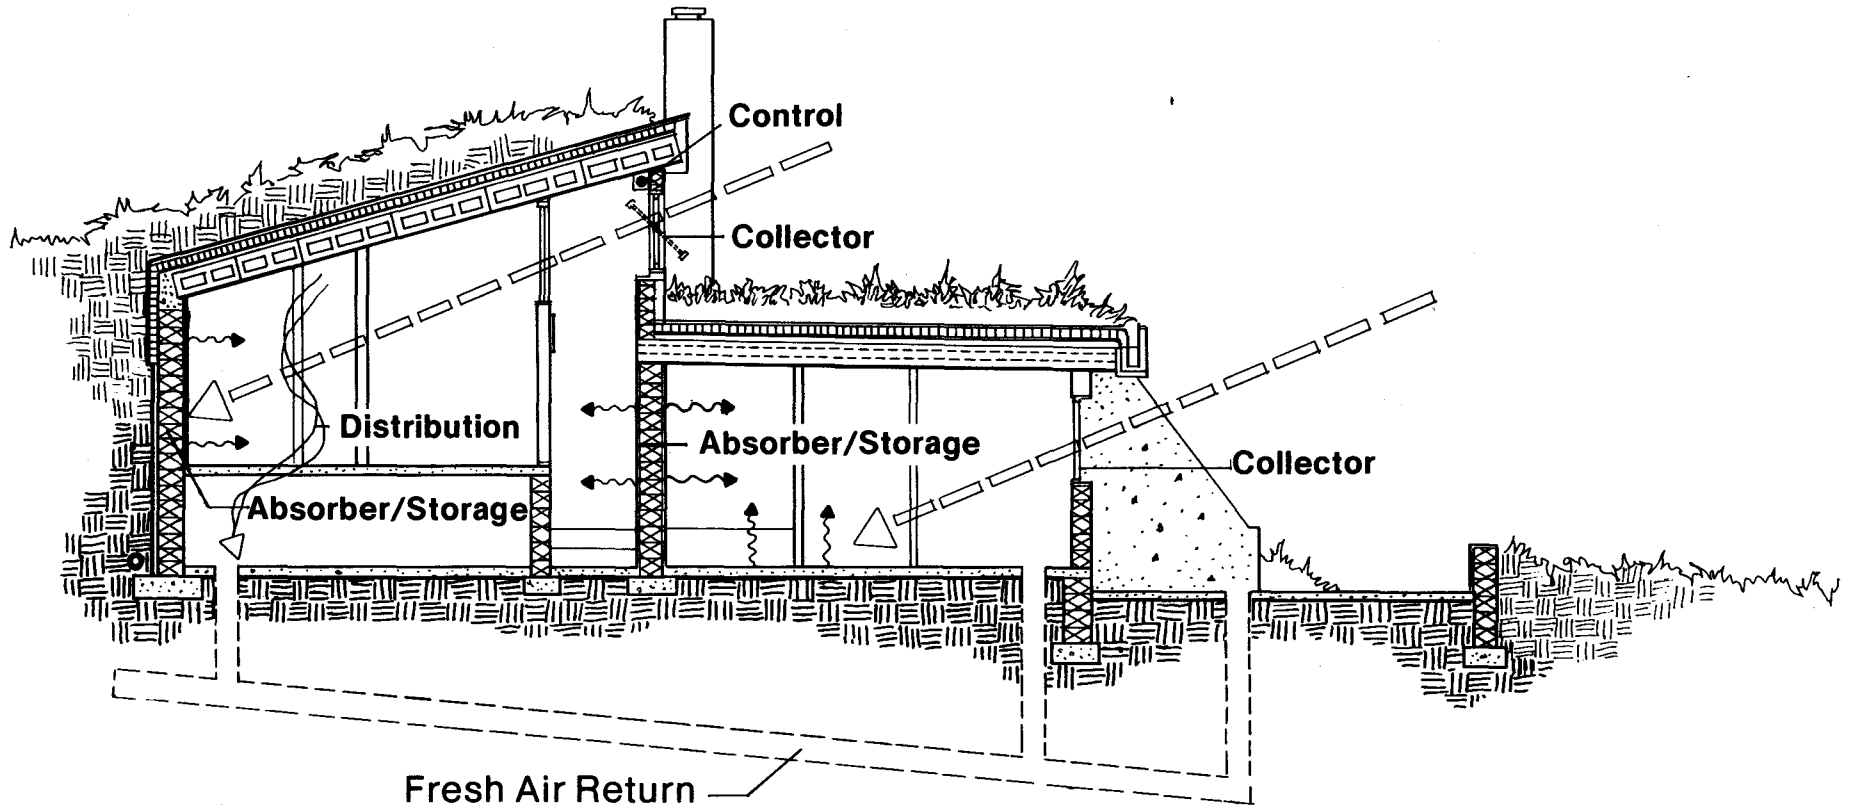 Control
Collector
Distribution
Absorber/Storage
Collector
Absorber/Storage
Fresh Air Return